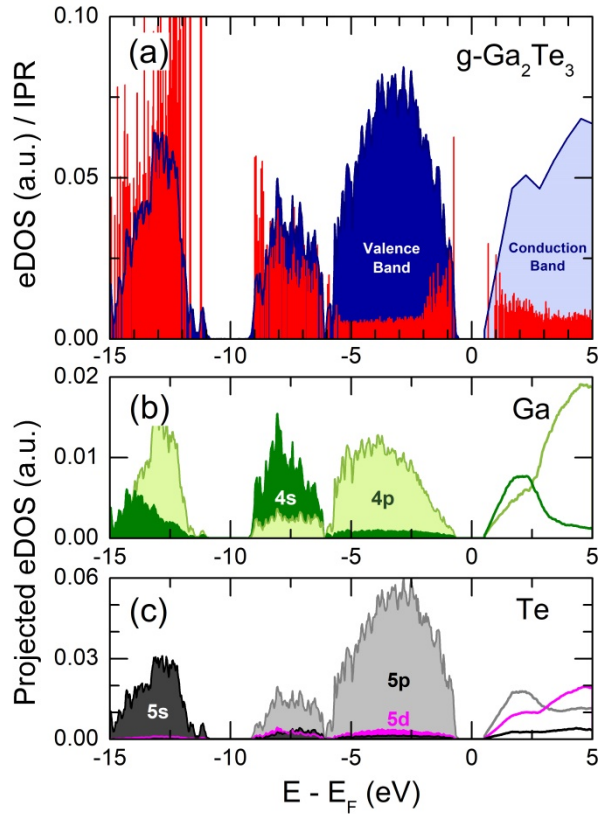 eDOS (a.u.) / IPR
0.10
(a)
g-Ga2Te3
0.05
Valence
Band
Conduction
Band
0.00
-15 -10 -5 0 5
Projected eDOS (a.u.)
0.02
(b)
Ga
0.01
4s
4p
0.00
-15 -10 -5 0 5
0.06
(c)
Te
5p
0.03
5s
5d
0.00
-15 -10 -5 0 5
E - EF (eV)